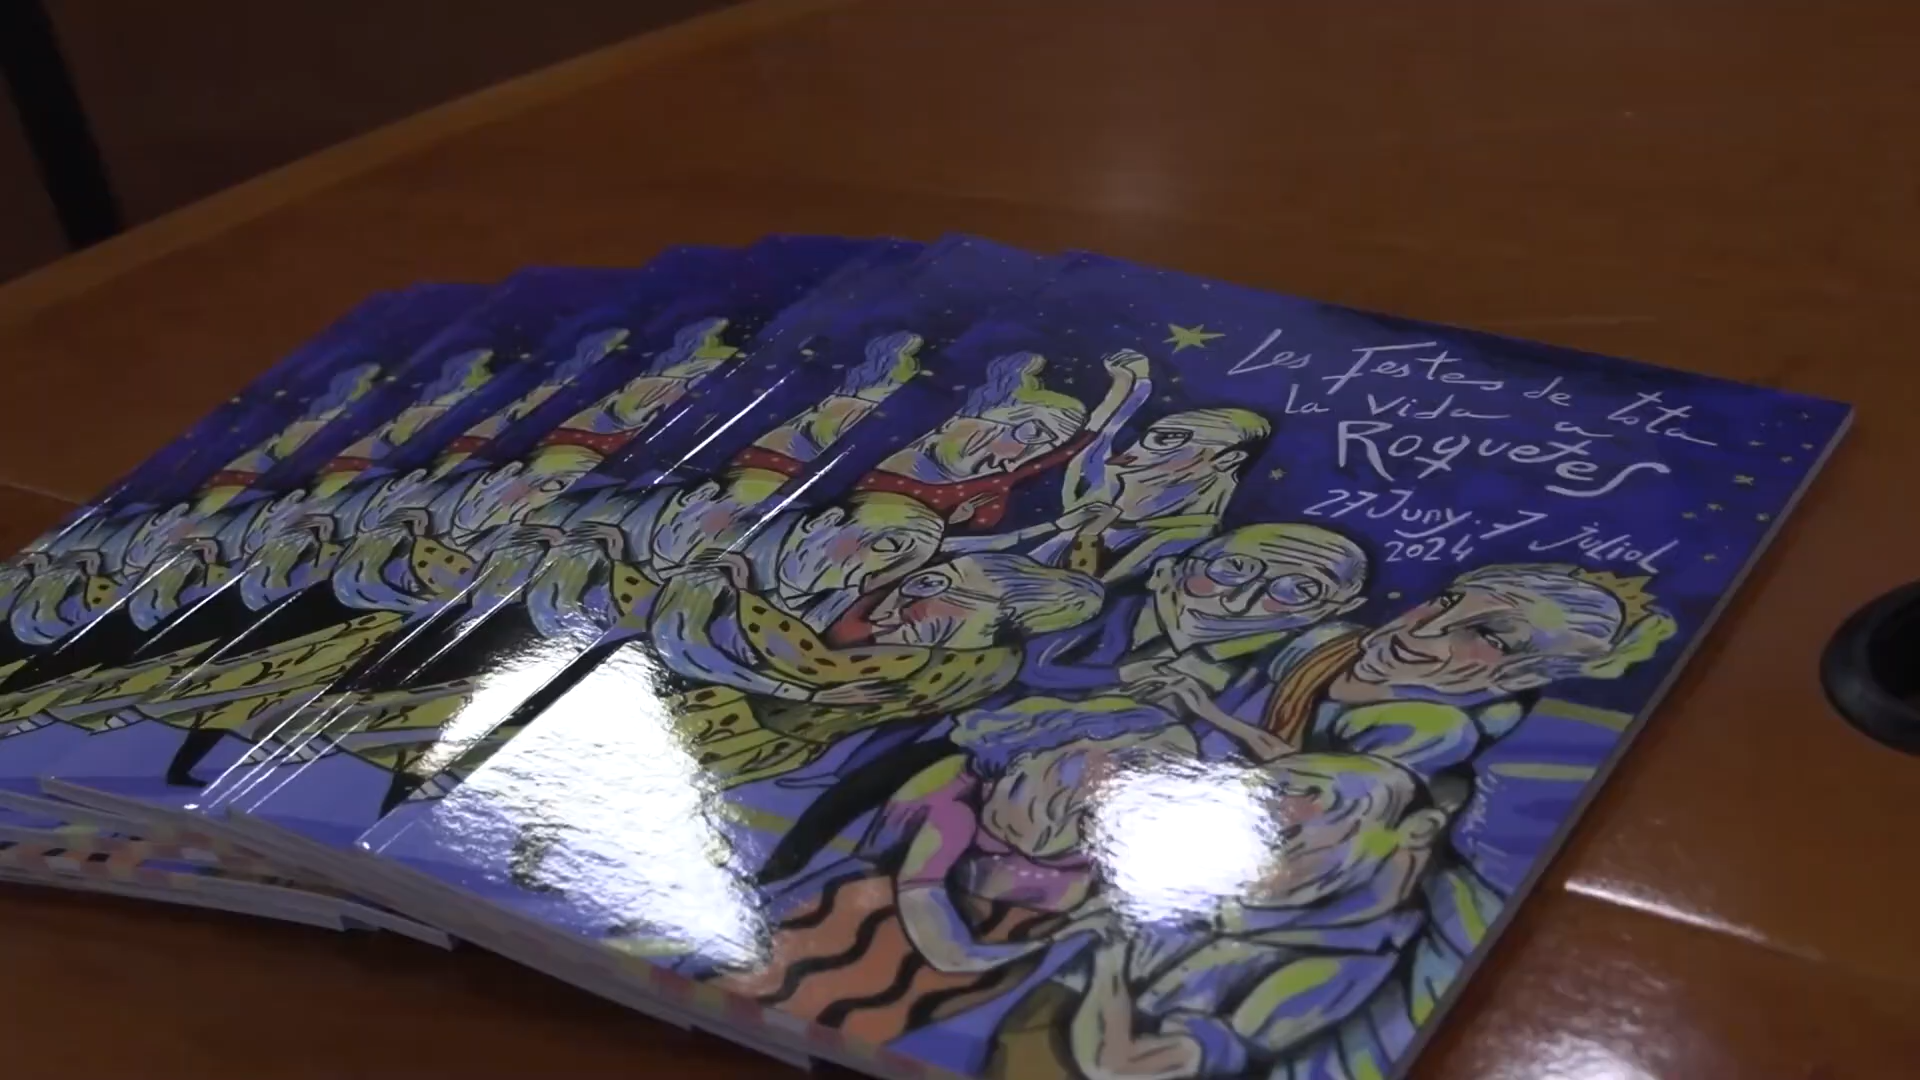 Les Festes de tota
la vida a
Roquetes
27 Juny · 7 juliol
2024